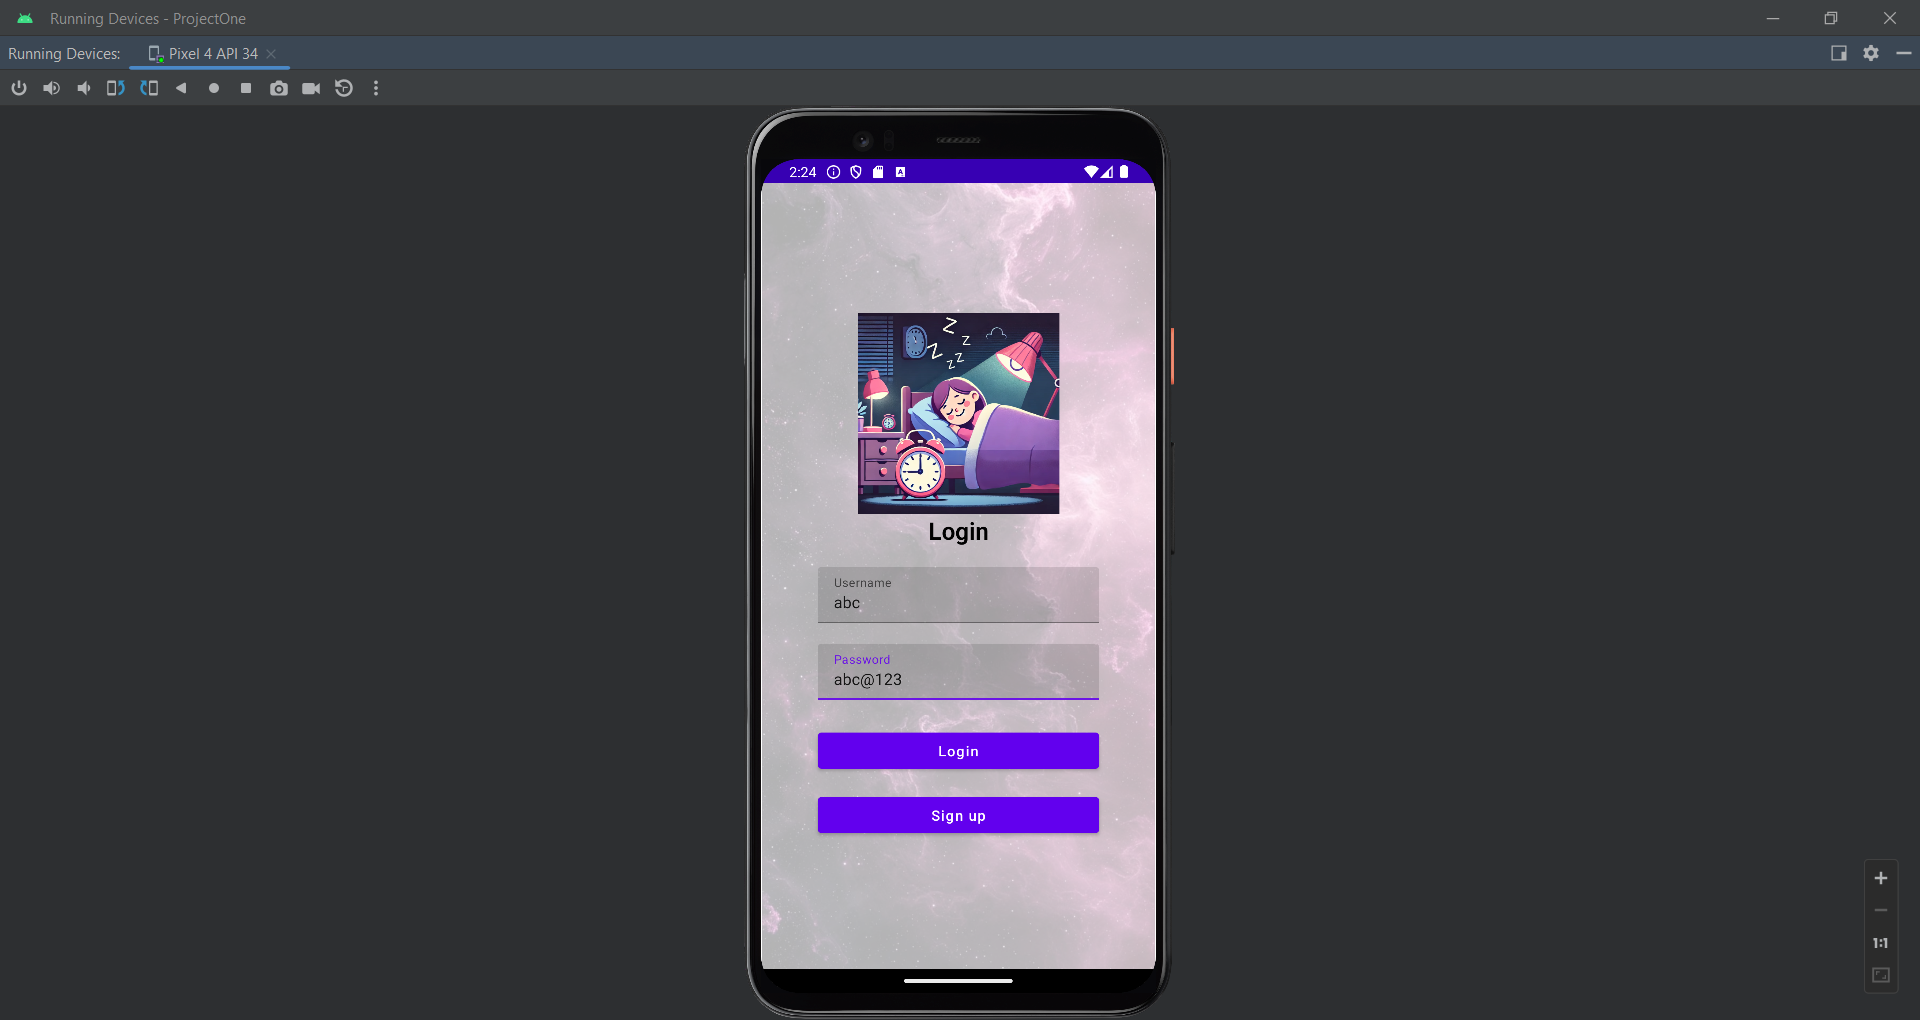 Running Devices - ProjectOne
Running Devices:
Pixel 4 API 34
2:24
A
Z
Z
Z
Z
Z
Login
Username
abc
Password
abc@123
Login
Sign up
1:1